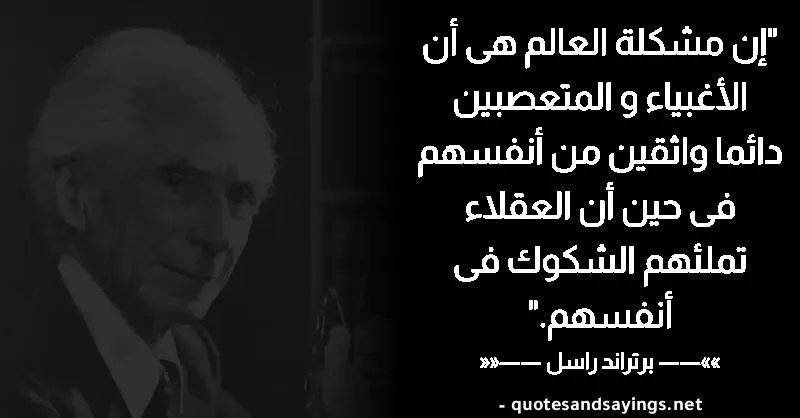 "إن مشكلة العالم هى أن
الأغبياء و المتعصبين
دائما واثقين من أنفسهم
فى حين أن العقلاء
تملئهم الشكوك فى
أنفسهم."
»»—— برتراند راسل ——««
- quotesandsayings.net